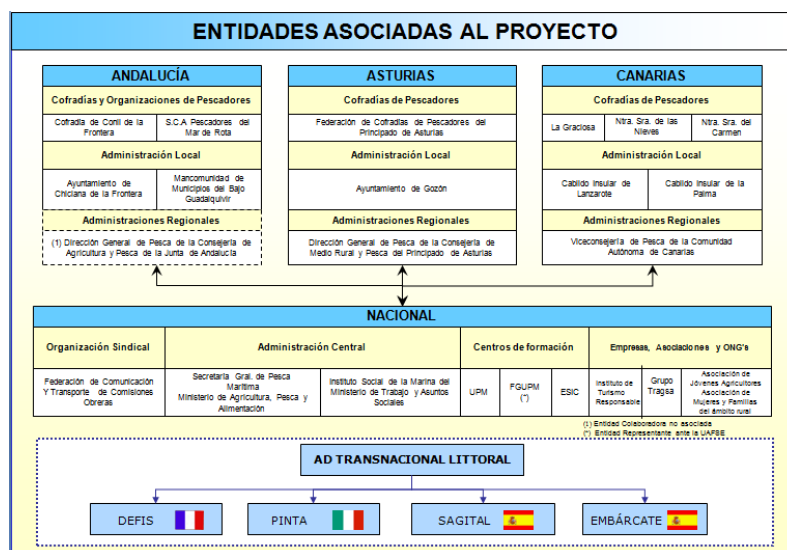 ENTIDADES ASOCIADAS AL PROYECTO
ANDALUCÍA
Cofradías y Organizaciones de Pescadores
Cofradía de Conil de la
Frontera
S.C.A Pescadores del
Mar de Rota
Administración Local
Ayuntamiento de
Chiclana de la Frontera
Mancomunidad de
Municipios del Bajo
Guadalquivir
Administraciones Regionales
(1) Dirección General de Pesca de la Consejería de
Agricultura y Pesca de la Junta de Andalucía
ASTURIAS
Cofradías de Pescadores
Federación de Cofradías de Pescadores del
Principado de Asturias
Administración Local
Ayuntamiento de Gozón
Administraciones Regionales
Dirección General de Pesca de la Consejería de
Medio Rural y Pesca del Principado de Asturias
CANARIAS
Cofradías de Pescadores
La Graciosa
Ntra. Sra. de las
Nieves
Ntra. Sra. del
Carmen
Administración Local
Cabildo Insular de
Lanzarote
Cabildo Insular de la
Palma
Administraciones Regionales
Viceconsejería de Pesca de la Comunidad
Autónoma de Canarias
NACIONAL
Organización Sindical
Federación de Comunicación
Y Transporte de Comisiones
Obreras
Administración Central
Secretaría Gral. de Pesca
Marítima
Ministerio de Agricultura, Pesca y
Alimentación
Instituto Social de la Marina del
Ministerio de Trabajo y Asuntos
Sociales
Centros de formación
UPM
FGUPM
(*)
ESIC
Empresas, Asociaciones y ONG's
Instituto de
Turismo
Responsable
Grupo
Tragsa
Asociación de
Jóvenes Agricultores
Asociación de
Mujeres y Familias
del ámbito rural
(1) Entidad Colaboradora no asociada
(*) Entidad Representante ante la UAFSE
AD TRANSNACIONAL LITTORAL
DEFIS
PINTA
SAGITAL
EMBÁRCATE